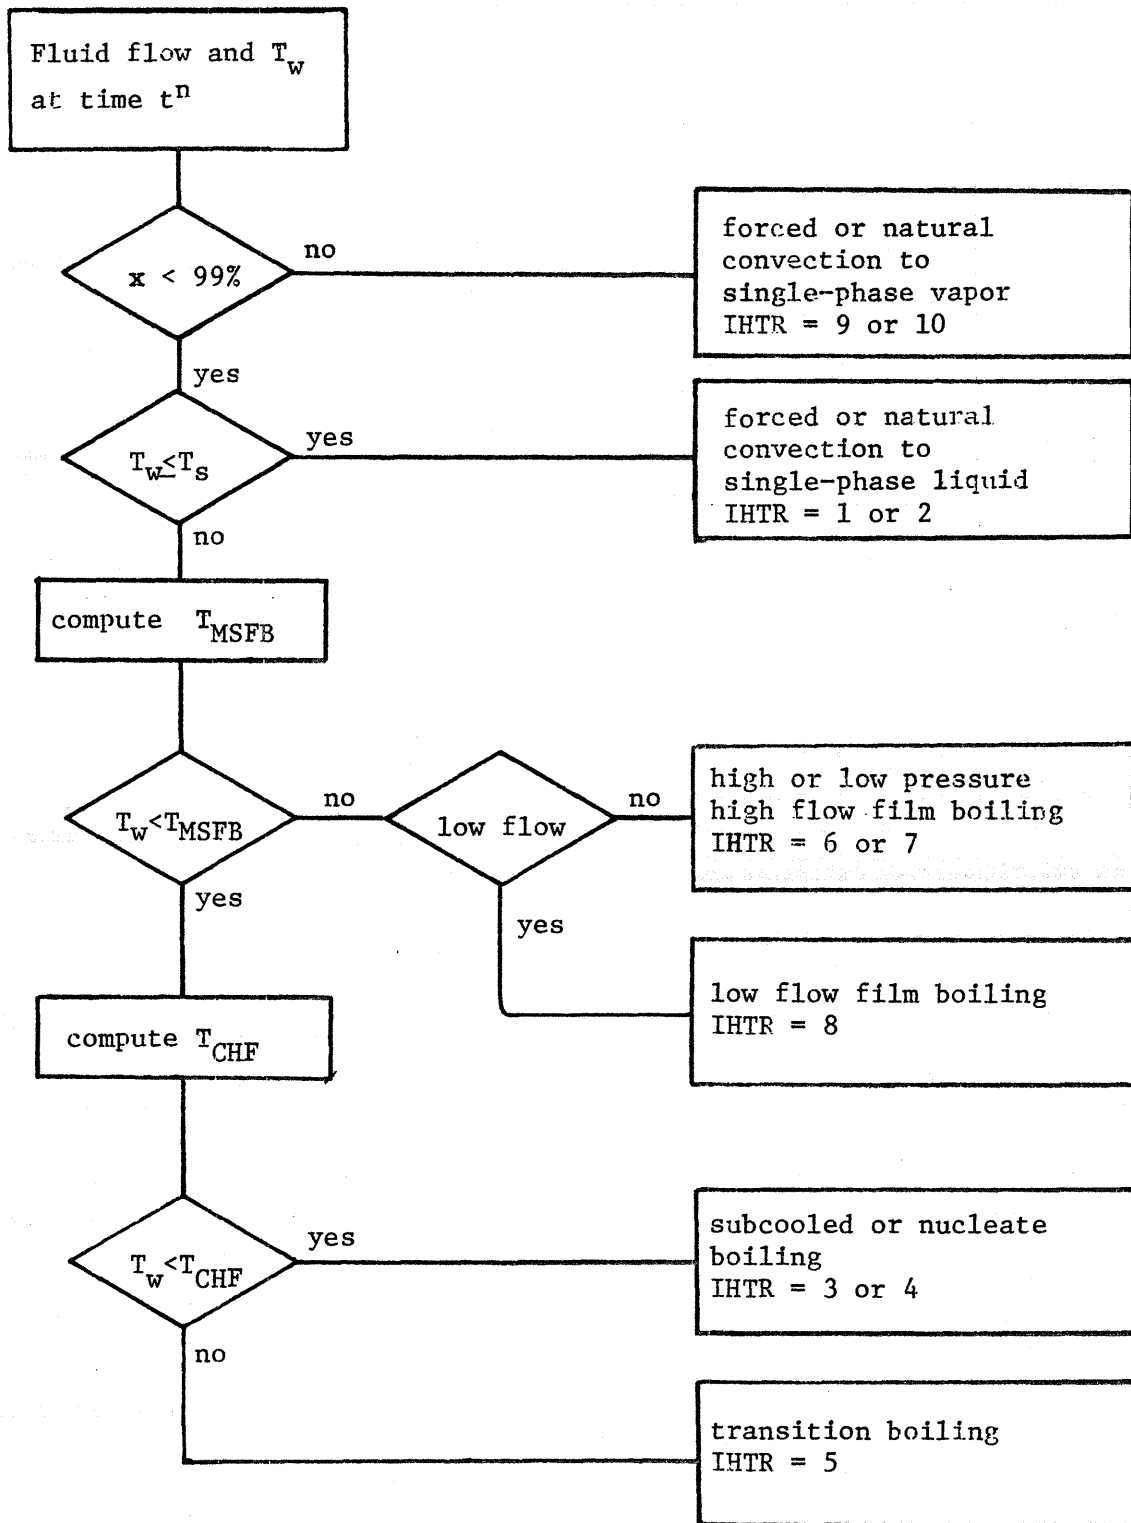 Fluid flow and T_w
at time t^n
x < 99%
no
forced or natural
convection to
single-phase vapor
IHTR = 9 or 10
yes
T_w≤T_s
yes
forced or natural
convection to
single-phase liquid
IHTR = 1 or 2
no
compute T_MSFB
T_w<T_MSFB
no
low flow
no
high or low pressure
high flow film boiling
IHTR = 6 or 7
yes
yes
low flow film boiling
IHTR = 8
compute T_CHF
T_w<T_CHF
yes
subcooled or nucleate
boiling
IHTR = 3 or 4
no
transition boiling
IHTR = 5